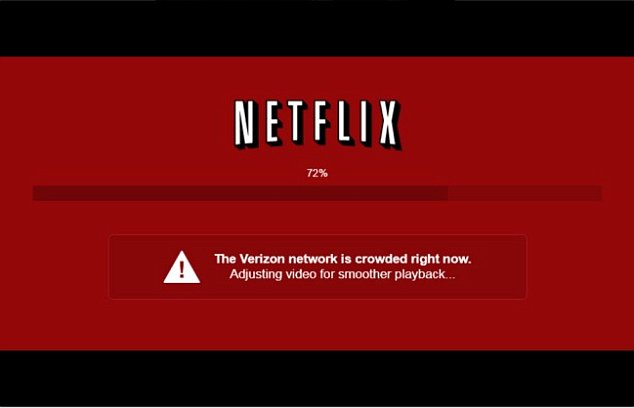 NETFLIX
72%
The Verizon network is crowded right now.
Adjusting video for smoother playback...